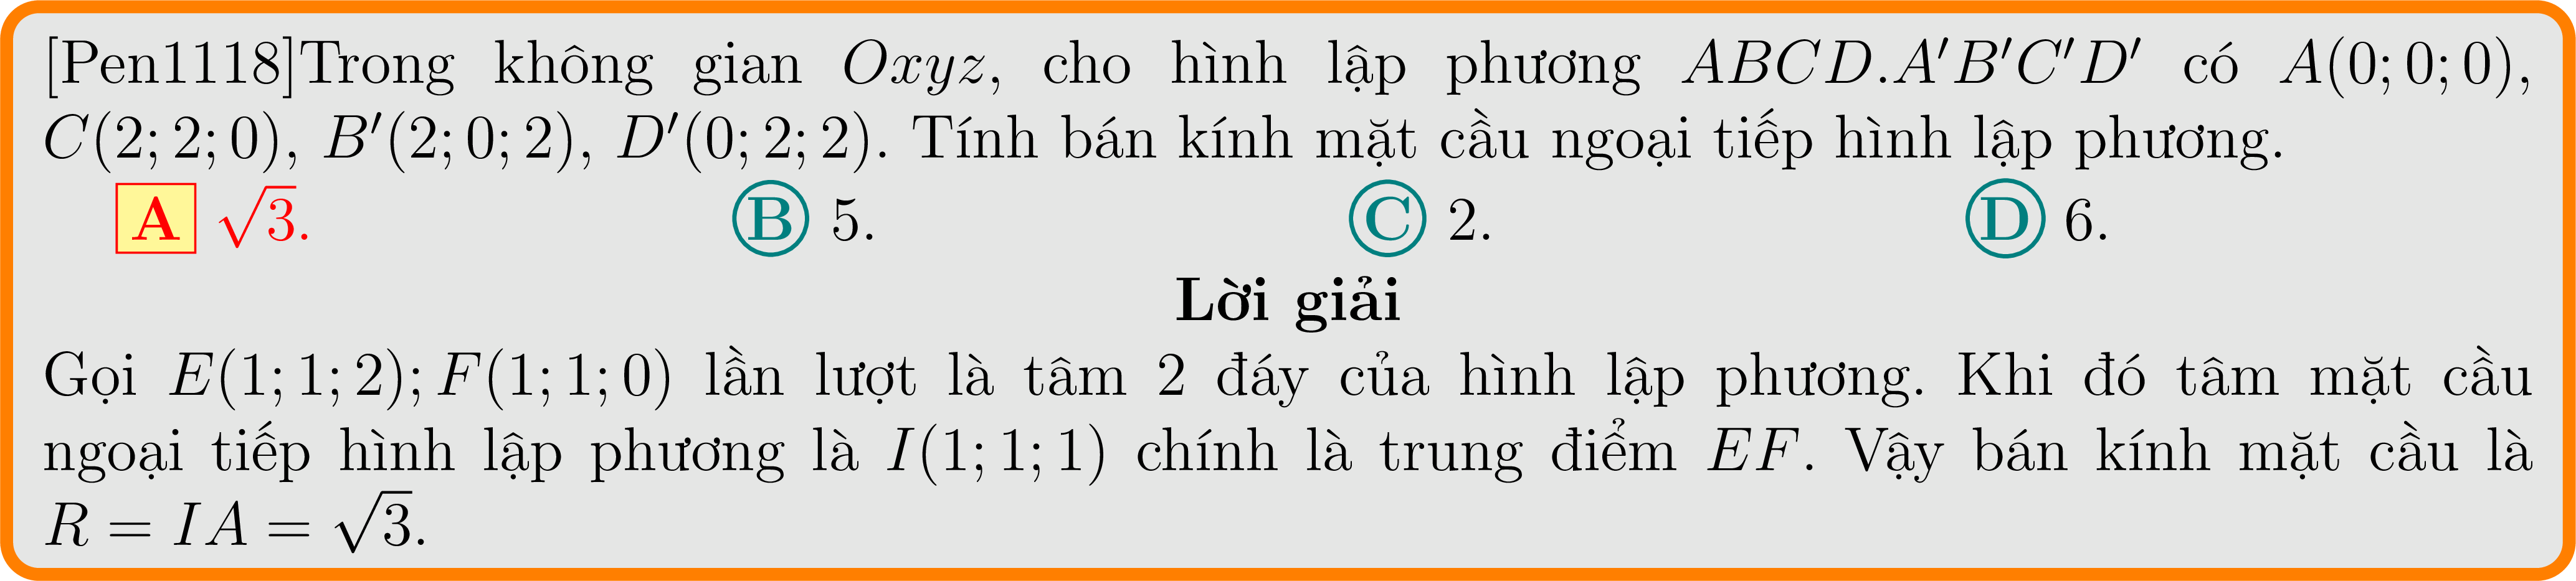 [Pen1118]Trong không gian Oxyz, cho hình lập phương ABCD.A′B′C′D′ có A(0; 0; 0),
C(2; 2; 0), B′(2; 0; 2), D′(0; 2; 2). Tính bán kính mặt cầu ngoại tiếp hình lập phương.
A √3. B 5. C 2. D 6.
Lời giải
Gọi E(1; 1; 2); F(1; 1; 0) lần lượt là tâm 2 đáy của hình lập phương. Khi đó tâm mặt cầu
ngoại tiếp hình lập phương là I(1; 1; 1) chính là trung điểm EF. Vậy bán kính mặt cầu là
R = IA = √3.